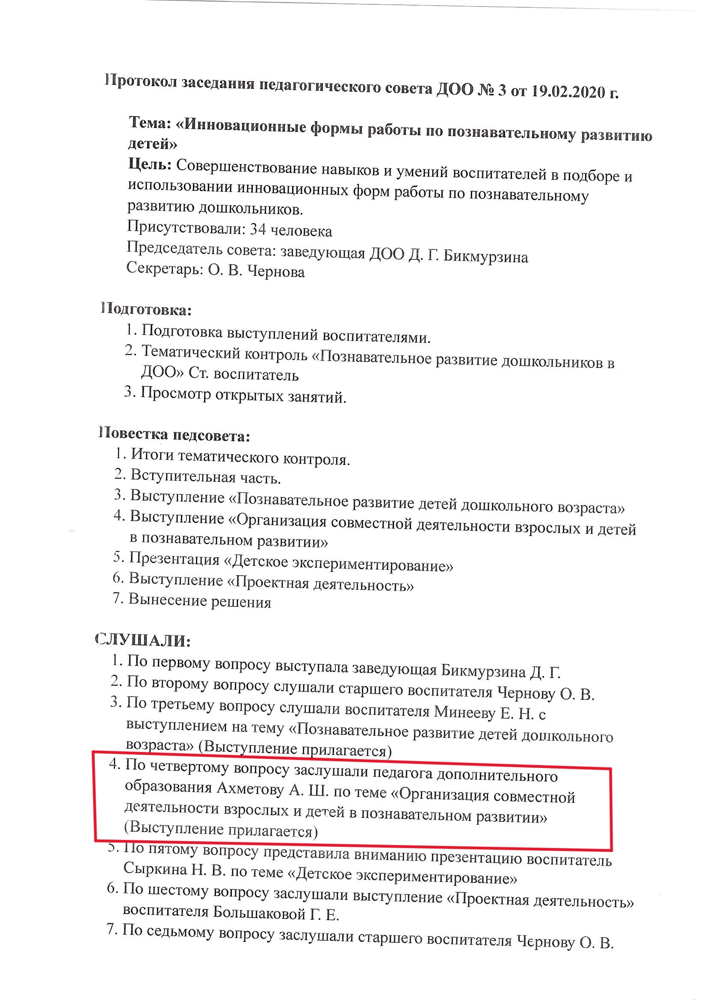 Протокол заседания педагогического совета ДОО № 3 от 19.02.2020 г.
Тема: «Инновационные формы работы по познавательному развитию
детей»
Цель: Совершенствование навыков и умений воспитателей в подборе и
использовании инновационных форм работы по познавательному
развитию дошкольников.
Присутствовали: 34 человека
Председатель совета: заведующая ДОО Д. Г. Бикмурзина
Секретарь: О. В. Чернова
Подготовка:
1. Подготовка выступлений воспитателями.
2. Тематический контроль «Познавательное развитие дошкольников в
ДОО» Ст. воспитатель
3. Просмотр открытых занятий.
Повестка педсовета:
1. Итоги тематического контроля.
2. Вступительная часть.
3. Выступление «Познавательное развитие детей дошкольного возраста»
4. Выступление «Организация совместной деятельности взрослых и детей
в познавательном развитии»
5. Презентация «Детское экспериментирование»
6. Выступление «Проектная деятельность»
7. Вынесение решения
СЛУШАЛИ:
1. По первому вопросу выступала заведующая Бикмурзина Д. Г.
2. По второму вопросу слушали старшего воспитателя Чернову О. В.
3. По третьему вопросу слушали воспитателя Минееву Е. Н. с
выступлением на тему «Познавательное развитие детей дошкольного
возраста» (Выступление прилагается)
4. По четвертому вопросу заслушали педагога дополнительного
образования Ахметову А. Ш. по теме «Организация совместной
деятельности взрослых и детей в познавательном развитии»
(Выступление прилагается)
5. По пятому вопросу представила вниманию презентацию воспитатель
Сыркина Н. В. по теме «Детское экспериментирование»
6. По шестому вопросу заслушали выступление «Проектная деятельность»
воспитателя Большаковой Г. Е.
7. По седьмому вопросу заслушали старшего воспитателя Чернову О. В.